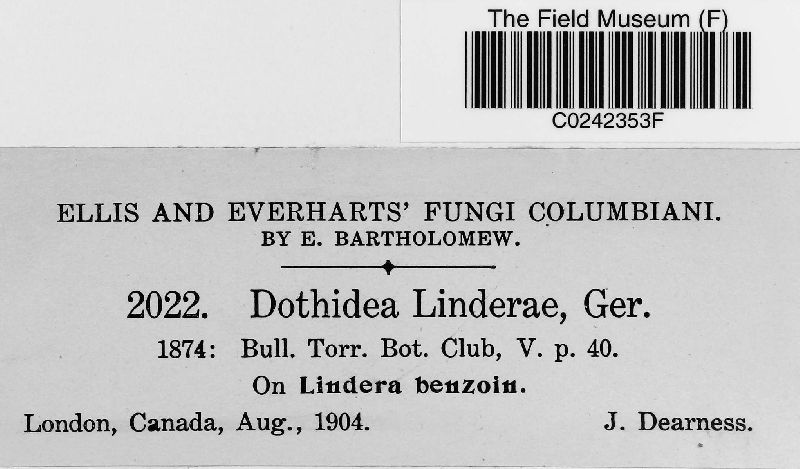 The Field Museum (F)
C0242353F
ELLIS AND EVERHARTS' FUNGI COLUMBIANI.
BY E. BARTHOLOMEW.
2022. Dothidea Linderae, Ger.
1874: Bull. Torr. Bot. Club, V. p. 40.
On Lindera benzoin.
London, Canada, Aug., 1904. J. Dearness.